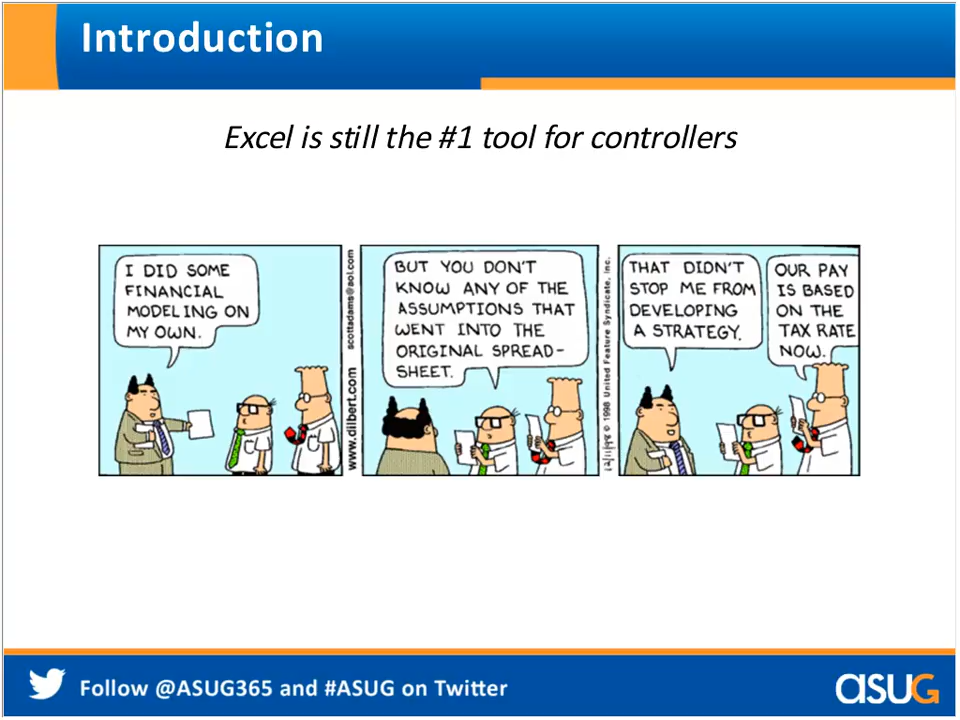 Introduction
Excel is still the #1 tool for controllers
I DID SOME
FINANCIAL
MODELING ON
MY OWN.
www.dilbert.com scottadams@aol.com
BUT YOU DON'T
KNOW ANY OF THE
ASSUMPTIONS THAT
WENT INTO THE
ORIGINAL SPREAD-
SHEET.
12/11/98 © 1998 United Feature Syndicate, Inc.
THAT DIDN'T
STOP ME FROM
DEVELOPING
A STRATEGY.
OUR PAY
IS BASED
ON THE
TAX RATE
NOW.
Follow @ASUG365 and #ASUG on Twitter
asUG